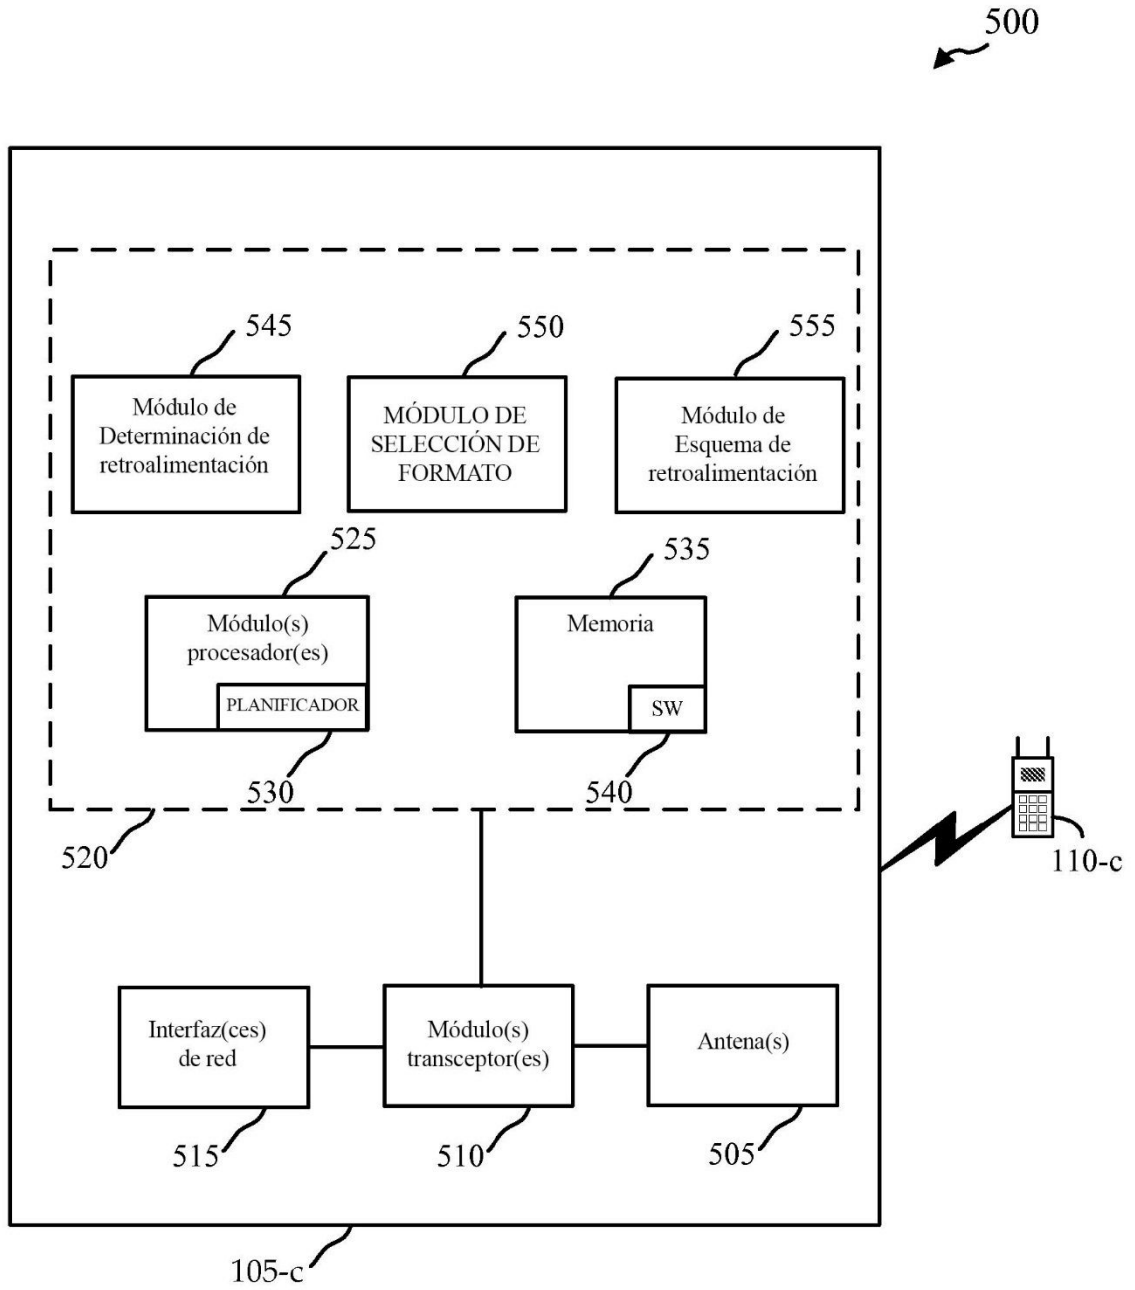 500
545
550
555
Módulo de
Determinación de
retroalimentación
MÓDULO DE
SELECCIÓN DE
FORMATO
Módulo de
Esquema de
retroalimentación
525
535
Módulo(s)
procesador(es)
PLANIFICADOR
Memoria
SW
530
540
520
110-c
Interfaz(ces)
de red
Módulo(s)
transceptor(es)
Antena(s)
515
510
505
105-c